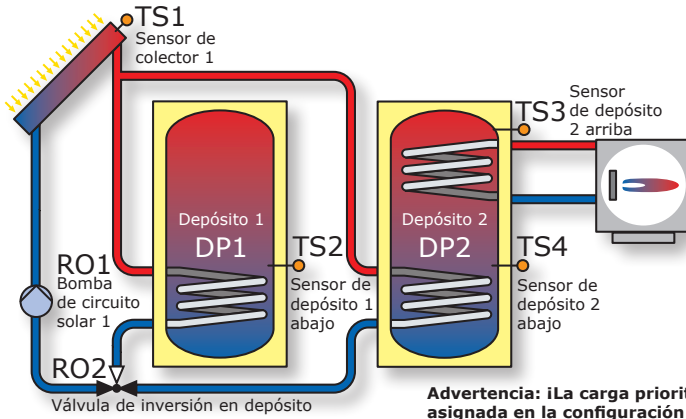 TS1
Sensor de
colector 1
TS3
Sensor
de depósito
2 arriba
Depósito 1
DP1
TS2
Sensor de
depósito 1
abajo
Depósito 2
DP2
TS4
Sensor de
depósito 2
abajo
RO1
Bomba
de circuito
solar 1
RO2
Válvula de inversión en depósito
Advertencia: ¡La carga
asignada en la configuración